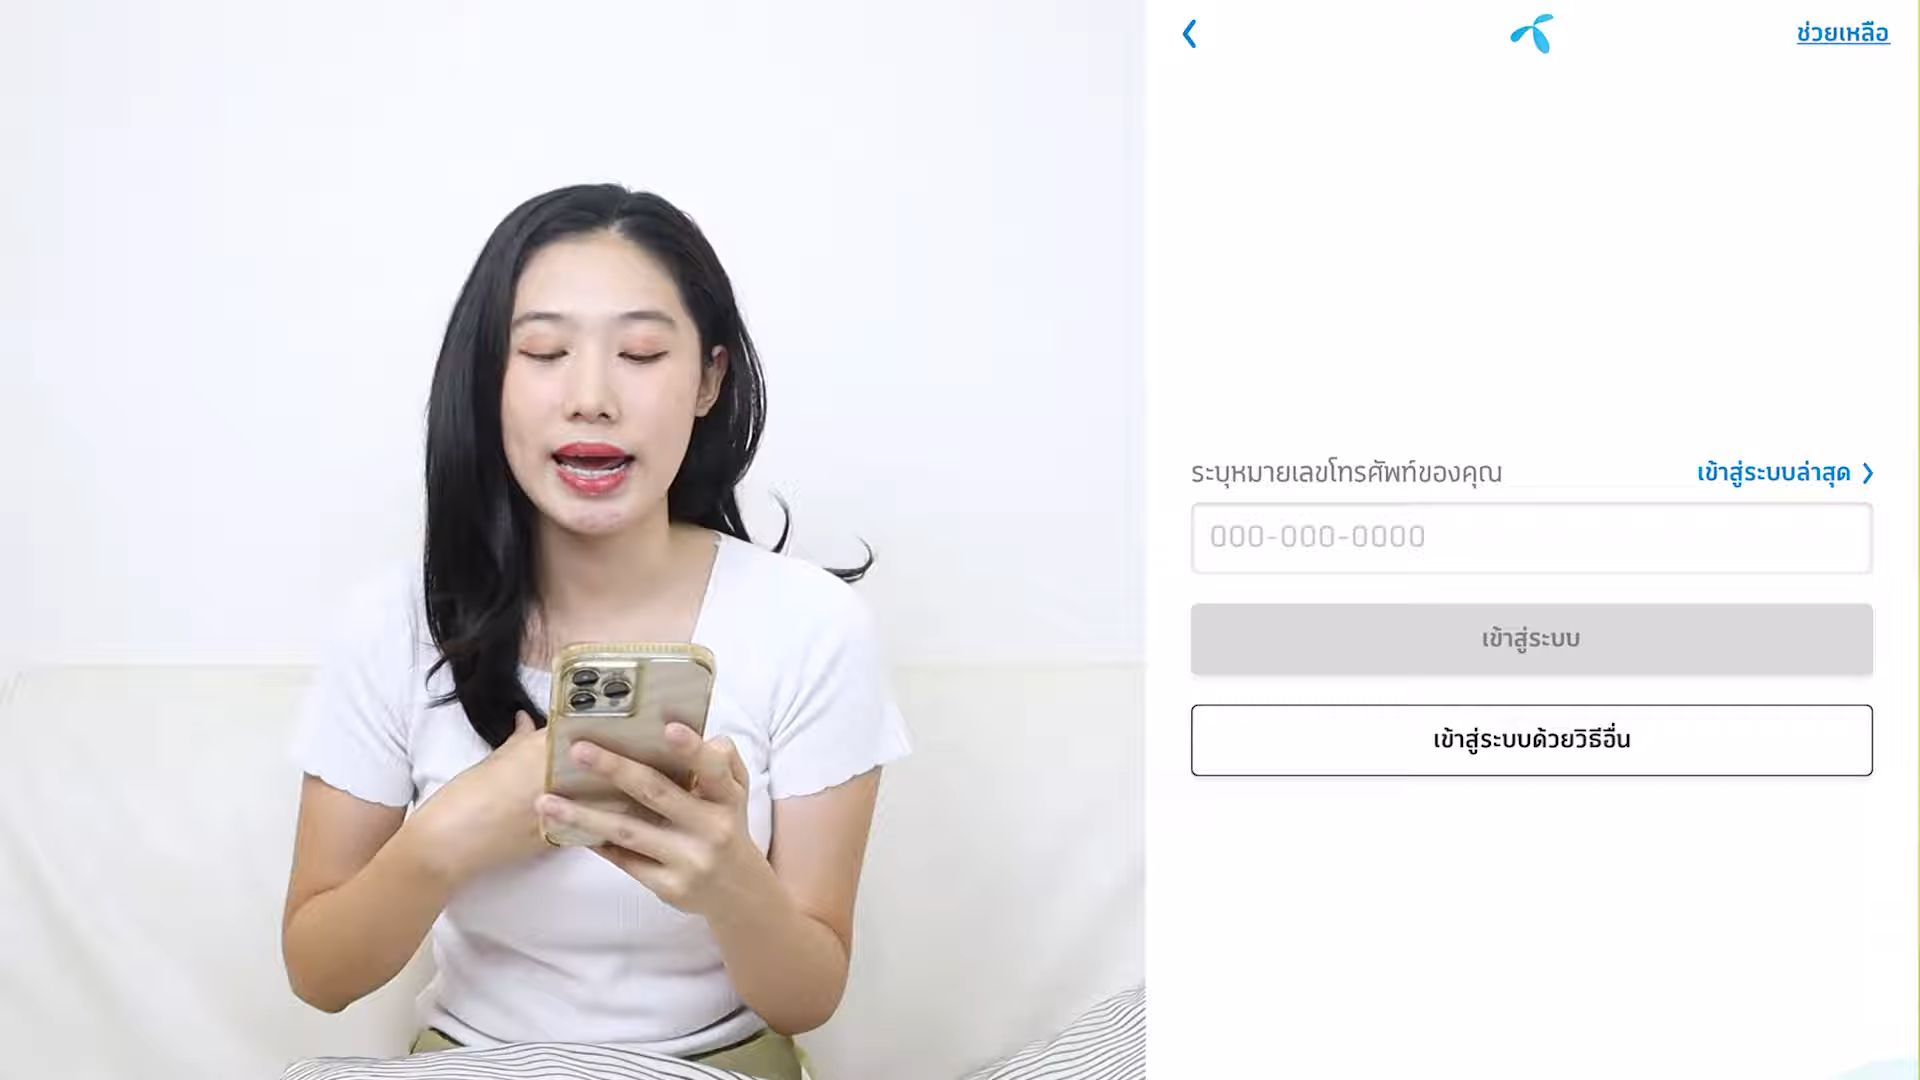 ช่วยเหลือ
ระบุหมายเลขโทรศัพท์ของคุณ
เข้าสู่ระบบล่าสุด
000-000-0000
เข้าสู่ระบบ
เข้าสู่ระบบด้วยวิธีอื่น